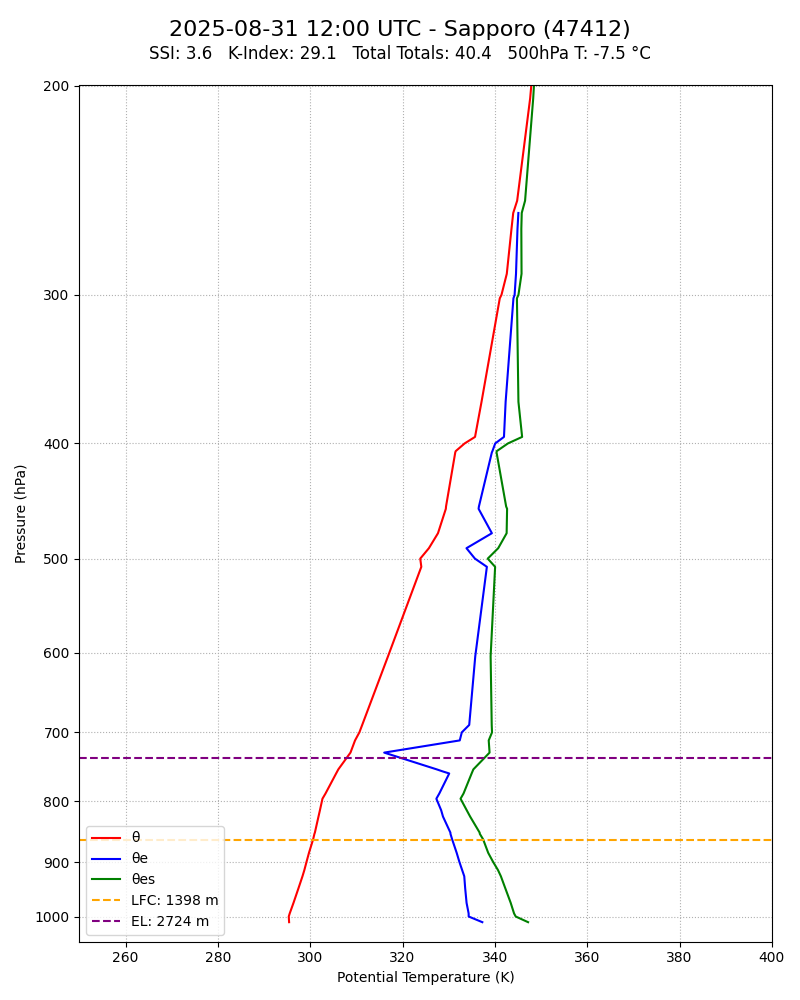 2025-08-31 12:00 UTC - Sapporo (47412)
SSI: 3.6   K-Index: 29.1   Total Totals: 40.4   500hPa T: -7.5 °C
200
300
400
500
600
700
800
900
1000
Pressure (hPa)
θ
θe
θes
LFC: 1398 m
EL: 2724 m
260 280 300 320 340 360 380 400
Potential Temperature (K)